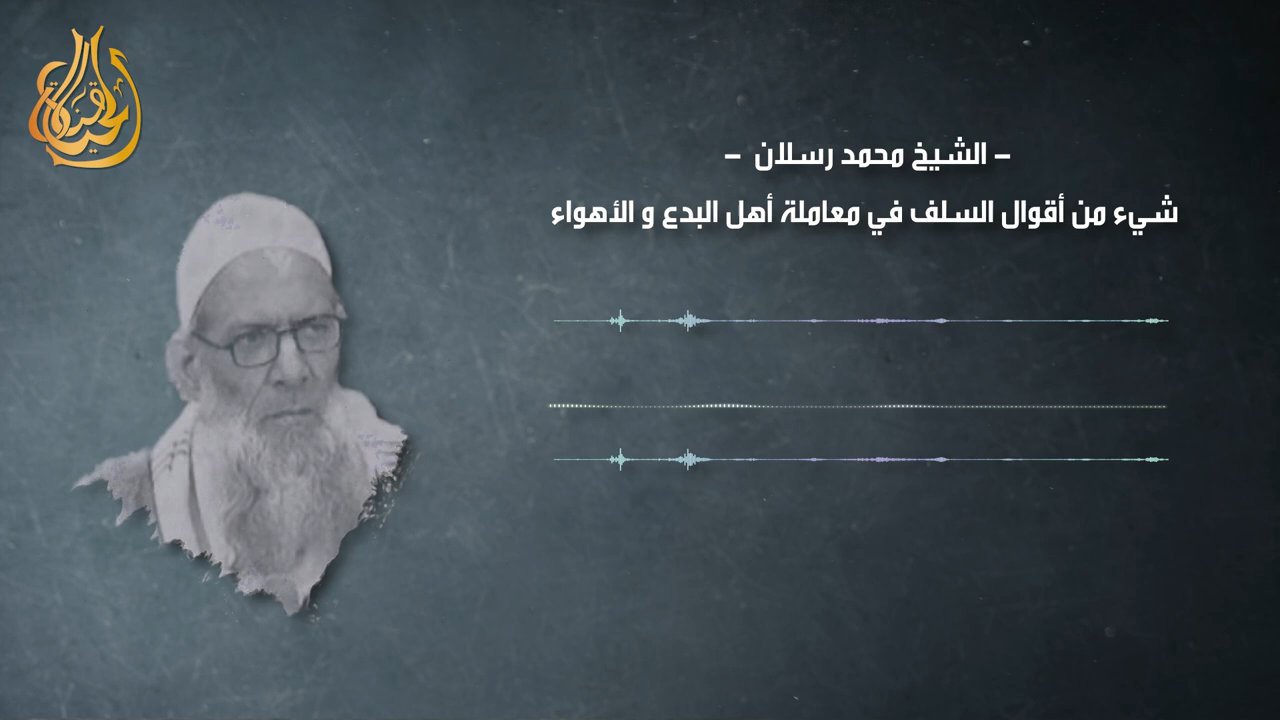 – الشيخ محمد رسلان –
شيء من أقوال السلف في معاملة أهل البدع و الأهواء